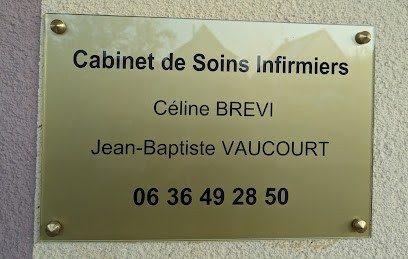 Cabinet de Soins Infirmiers
Céline BREVI
Jean-Baptiste VAUCOURT
06 36 49 28 50